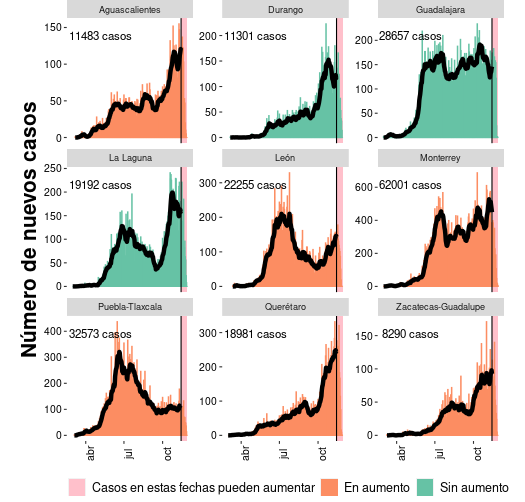 Número de nuevos casos
Aguascalientes
Durango
Guadalajara
150
100
50
0
11483 casos
200
150
100
50
0
11301 casos
200
150
100
50
0
28657 casos
La Laguna
León
Monterrey
250
200
150
100
50
0
19192 casos
300
200
100
0
22255 casos
600
400
200
0
62001 casos
Puebla-Tlaxcala
Querétaro
Zacatecas-Guadalupe
400
300
200
100
0
32573 casos
300
200
100
0
18981 casos
150
100
50
0
8290 casos
abr
jul
oct
abr
jul
oct
abr
jul
oct
Casos en estas fechas pueden aumentar
En aumento
Sin aumento